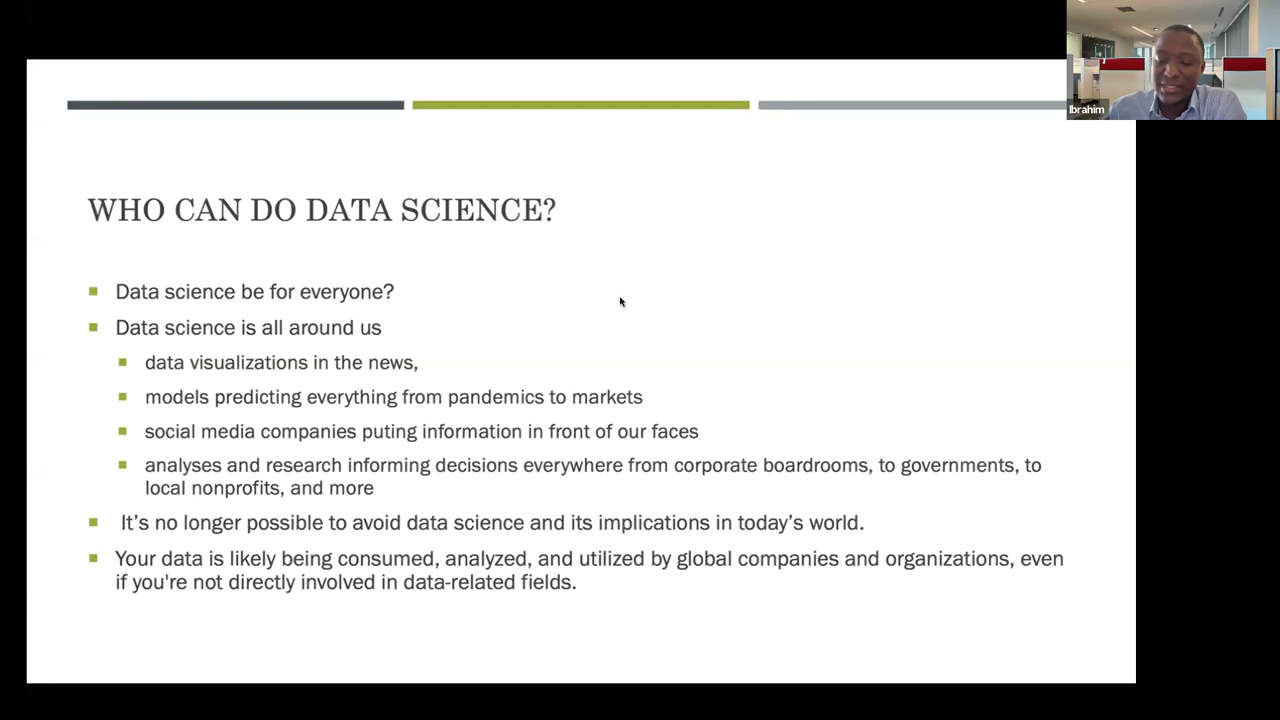 Ibrahim
WHO CAN DO DATA SCIENCE?
Data science be for everyone?
Data science is all around us
data visualizations in the news,
models predicting everything from pandemics to markets
social media companies puting information in front of our faces
analyses and research informing decisions everywhere from corporate boardrooms, to governments, to
local nonprofits, and more
It’s no longer possible to avoid data science and its implications in today’s world.
Your data is likely being consumed, analyzed, and utilized by global companies and organizations, even
if you're not directly involved in data-related fields.